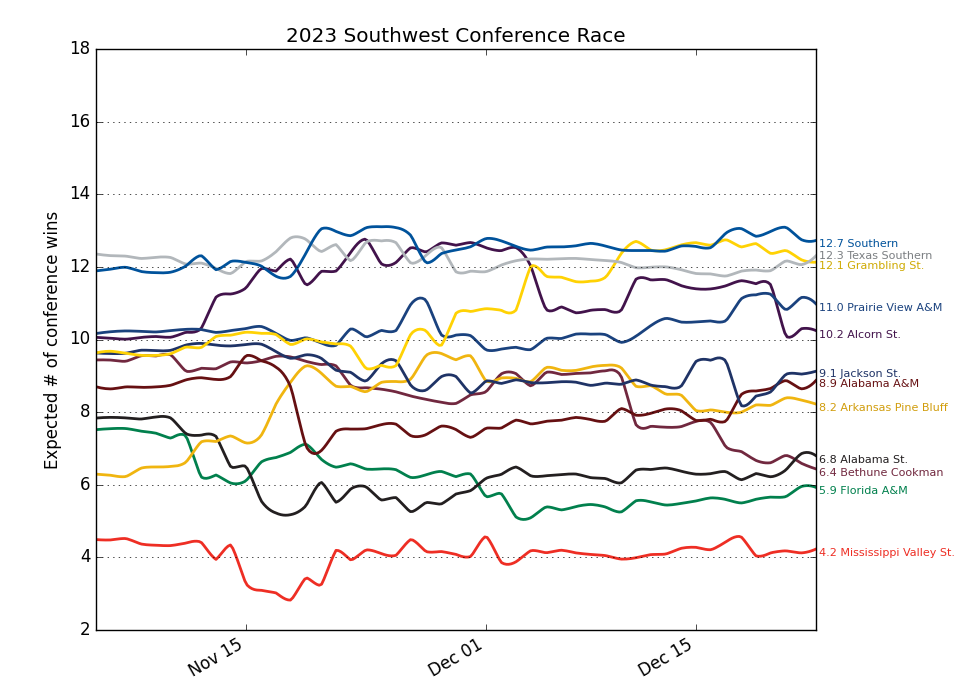 2023 Southwest Conference Race
Expected # of conference wins
18
16
14
12
10
8
6
4
2
Nov 15
Dec 01
Dec 15
12.7 Southern
12.3 Texas Southern
12.1 Grambling St.
11.0 Prairie View A&M
10.2 Alcorn St.
9.1 Jackson St.
8.9 Alabama A&M
8.2 Arkansas Pine Bluff
6.8 Alabama St.
6.4 Bethune Cookman
5.9 Florida A&M
4.2 Mississippi Valley St.